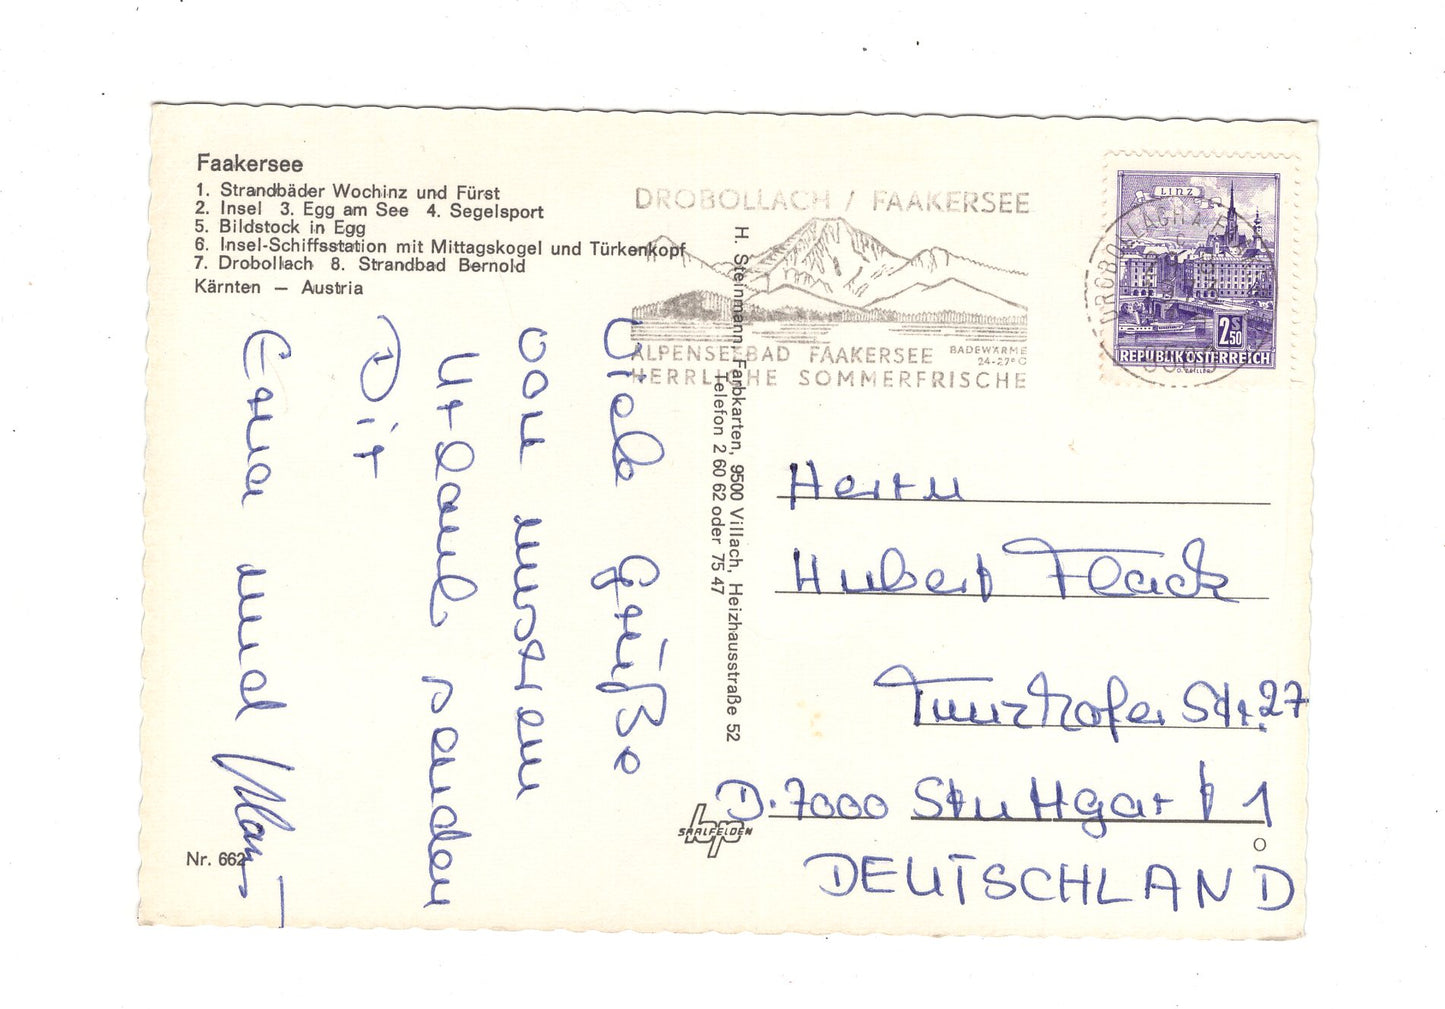 Faakersee
1. Strandbäder Wochinz und Fürst
2. Insel 3. Egg am See 4. Segelsport
5. Bildstock in Egg
6. Insel-Schiffsstation mit Mittagskogel und Türkenkopf
7. Drobollach 8. Strandbad Bernold
Kärnten – Austria
Viele Grüße
von unserem
Urlaub senden
Dir
Erna und
Nr. 662
H. Steinmann, Farbkarten, 9500 Villach, Heizhausstraße 52
Telefon 2 60 62 oder 75 47
SAALFELDEN
DROBOLLACH / FAAKERSEE
ALPENSEEBAD FAAKERSEE
BADEWÄRME
24-27° C
HERRLICHE SOMMERFRISCHE
LINZ
2.50
S
REPUBLIK ÖSTERREICH
DROBOLLACH A.
Herrn
Hubert Flack
Str. 27
D. 7000 Stuttgart 1
DEUTSCHLAND